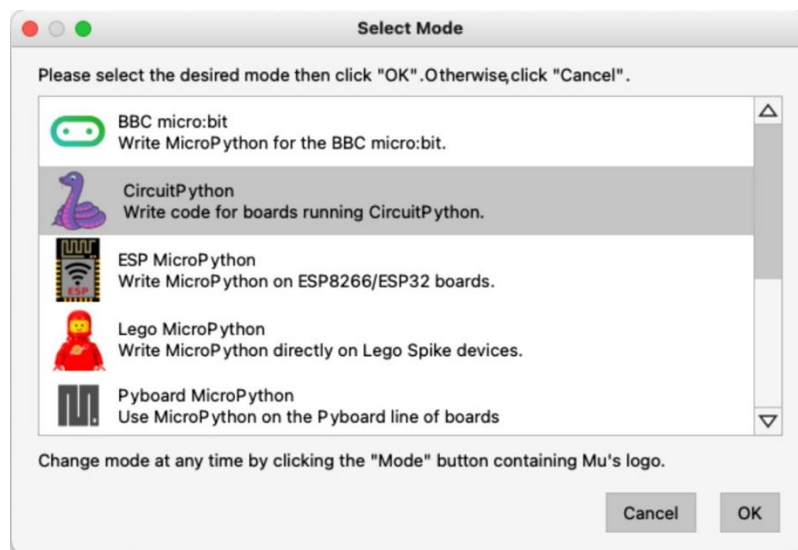 Select Mode
Please select the desired mode then click "OK".Otherwise,click "Cancel".
BBC micro:bit
Write MicroPython for the BBC micro:bit.
CircuitPython
Write code for boards running CircuitPython.
ESP MicroPython
Write MicroPython on ESP8266/ESP32 boards.
ESP
Lego MicroPython
Write MicroPython directly on Lego Spike devices.
Pyboard MicroPython
Use MicroPython on the Pyboard line of boards
Change mode at any time by clicking the "Mode" button containing Mu's logo.
Cancel
OK